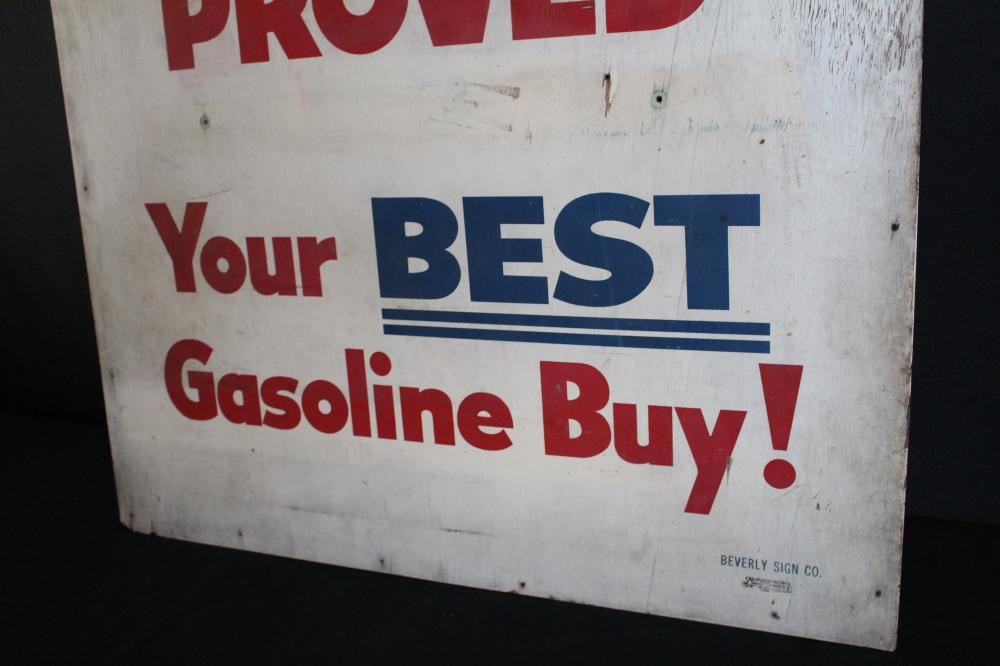 PROVED
Your BEST
Gasoline Buy!
BEVERLY SIGN CO.